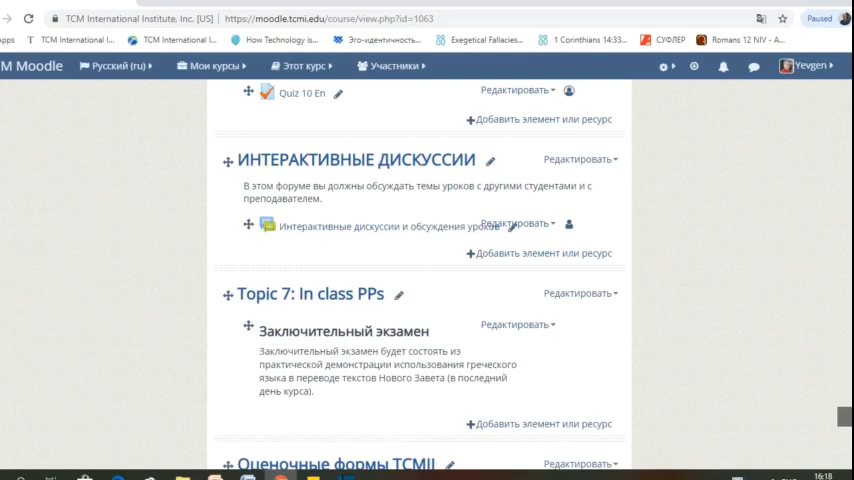 TCM International Institute, Inc. [US] | https://moodle.tcmi.edu/course/view.php?id=1063
Paused
Apps
TCM International I...
TCM International I...
How Technology is...
Эго-идентичность...
Exegetical Fallacies...
1 Corinthians 14:33...
СУФЛЁР
Romans 12 NIV - A...
M Moodle
Русский (ru)
Мои курсы
Этот курс
Участники
Yevgen
Quiz 10 En
Редактировать
Добавить элемент или ресурс
ИНТЕРАКТИВНЫЕ ДИСКУССИИ
Редактировать
В этом форуме вы должны обсуждать темы уроков с другими студентами и с
преподавателем.
Интерактивные дискуссии и обсуждения уроков
Редактировать
Добавить элемент или ресурс
Topic 7: In class PPs
Редактировать
Заключительный экзамен
Редактировать
Заключительный экзамен будет состоять из
практической демонстрации использования греческого
языка в переводе текстов Нового Завета (в последний
день курса).
Добавить элемент или ресурс
Оценочные формы TCMII
Редактировать
16:18